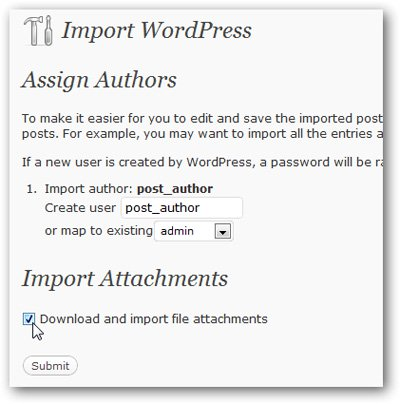 Import WordPress
Assign Authors
To make it easier for you to edit and save the imported post
posts. For example, you may want to import all the entries a
If a new user is created by WordPress, a password will be ra
1. Import author: post_author
Create user post_author
or map to existing admin
Import Attachments
Download and import file attachments
Submit